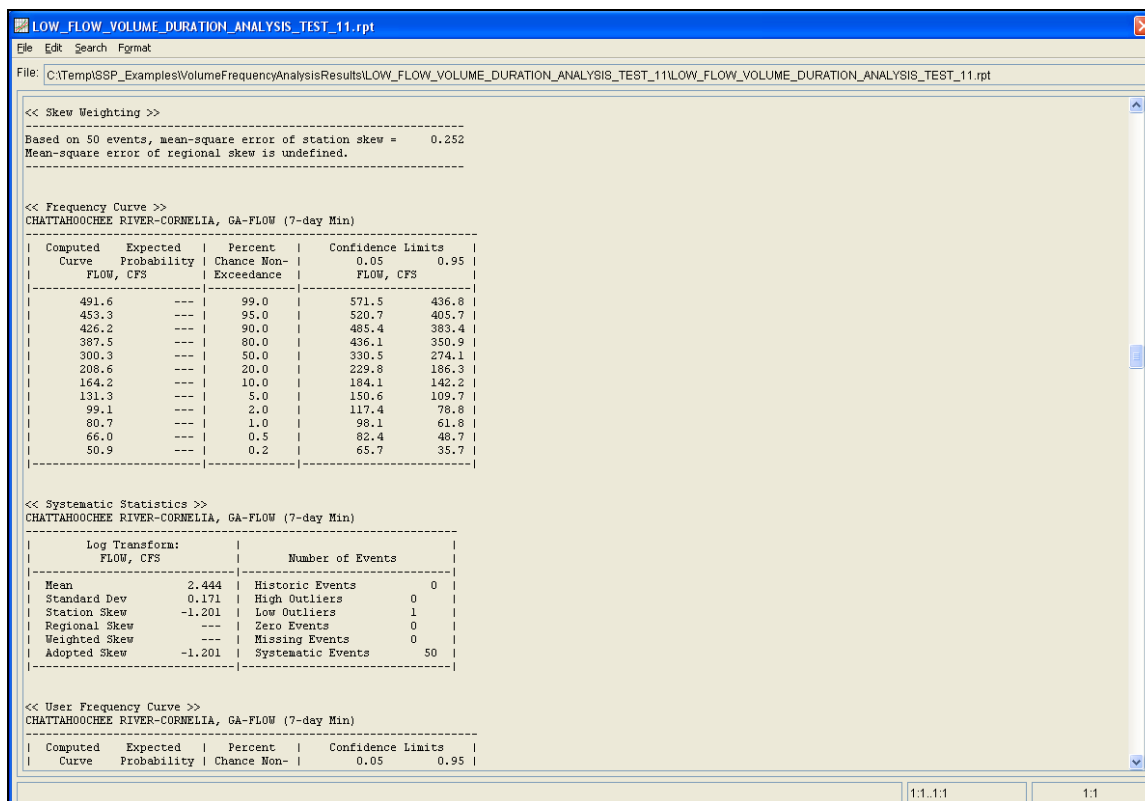 LOW_FLOW_VOLUME_DURATION_ANALYSIS_TEST_11.rpt
File Edit Search Format
File: C:\Temp\SSP_Examples\VolumeFrequencyAnalysisResults\LOW_FLOW_VOLUME_DURATION_ANALYSIS_TEST_11\LOW_FLOW_VOLUME_DURATION_ANALYSIS_TEST_11.rpt
<< Skew Weighting >>
-----------------------------------------------------------------
Based on 50 events, mean-square error of station skew =     0.252
Mean-square error of regional skew is undefined.
-----------------------------------------------------------------
<< Frequency Curve >>
CHATTAHOOCHEE RIVER-CORNELIA, GA-FLOW (7-day Min)
-------------------------------------------------------------------
|  Computed    Expected   |   Percent   |    Confidence Limits    |
|    Curve    Probability | Chance Non- |        0.05        0.95 |
|        FLOW, CFS        | Exceedance  |        FLOW, CFS        |
|-------------------------|-------------|-------------------------|
|       491.6         --- |     99.0    |       571.5       436.8 |
|       453.3         --- |     95.0    |       520.7       405.7 |
|       426.2         --- |     90.0    |       485.4       383.4 |
|       387.5         --- |     80.0    |       436.1       350.9 |
|       300.3         --- |     50.0    |       330.5       274.1 |
|       208.6         --- |     20.0    |       229.8       186.3 |
|       164.2         --- |     10.0    |       184.1       142.2 |
|       131.3         --- |      5.0    |       150.6       109.7 |
|        99.1         --- |      2.0    |       117.4        78.8 |
|        80.7         --- |      1.0    |        98.1        61.8 |
|        66.0         --- |      0.5    |        82.4        48.7 |
|        50.9         --- |      0.2    |        65.7        35.7 |
|-------------------------|-------------|-------------------------|
<< Systematic Statistics >>
CHATTAHOOCHEE RIVER-CORNELIA, GA-FLOW (7-day Min)
----------------------------------------------------------------
|        Log Transform:        |                               |
|          FLOW, CFS           |       Number of Events        |
|------------------------------|-------------------------------|
|  Mean                 2.444  |  Historic Events           0  |
|  Standard Dev         0.171  |  High Outliers          0     |
|  Station Skew        -1.201  |  Low Outliers           1     |
|  Regional Skew          ---  |  Zero Events            0     |
|  Weighted Skew          ---  |  Missing Events         0     |
|  Adopted Skew        -1.201  |  Systematic Events        50  |
|------------------------------|-------------------------------|
<< User Frequency Curve >>
CHATTAHOOCHEE RIVER-CORNELIA, GA-FLOW (7-day Min)
-------------------------------------------------------------------
|  Computed    Expected   |   Percent   |    Confidence Limits    |
|    Curve    Probability | Chance Non- |        0.05        0.95 |
1:1..1:1 1:1